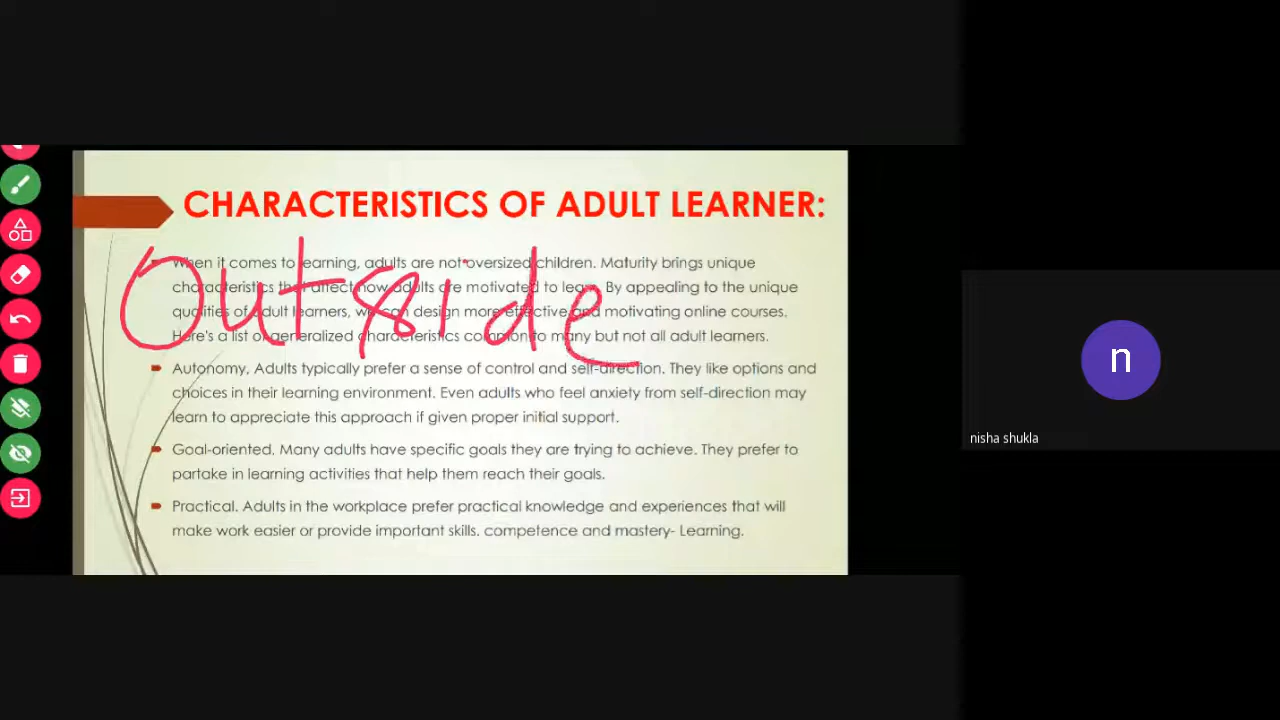 CHARACTERISTICS OF ADULT LEARNER:
Outside
When it comes to learning, adults are not oversized children. Maturity brings unique
characteristics that affect how adults are motivated to learn. By appealing to the unique
qualities of adult learners, we can design more effective and motivating online courses.
Here's a list of generalized characteristics common to many but not all adult learners.
Autonomy. Adults typically prefer a sense of control and self-direction. They like options and
choices in their learning environment. Even adults who feel anxiety from self-direction may
learn to appreciate this approach if given proper initial support.
Goal-oriented. Many adults have specific goals they are trying to achieve. They prefer to
partake in learning activities that help them reach their goals.
Practical. Adults in the workplace prefer practical knowledge and experiences that will
make work easier or provide important skills. competence and mastery- Learning.
n
nisha shukla